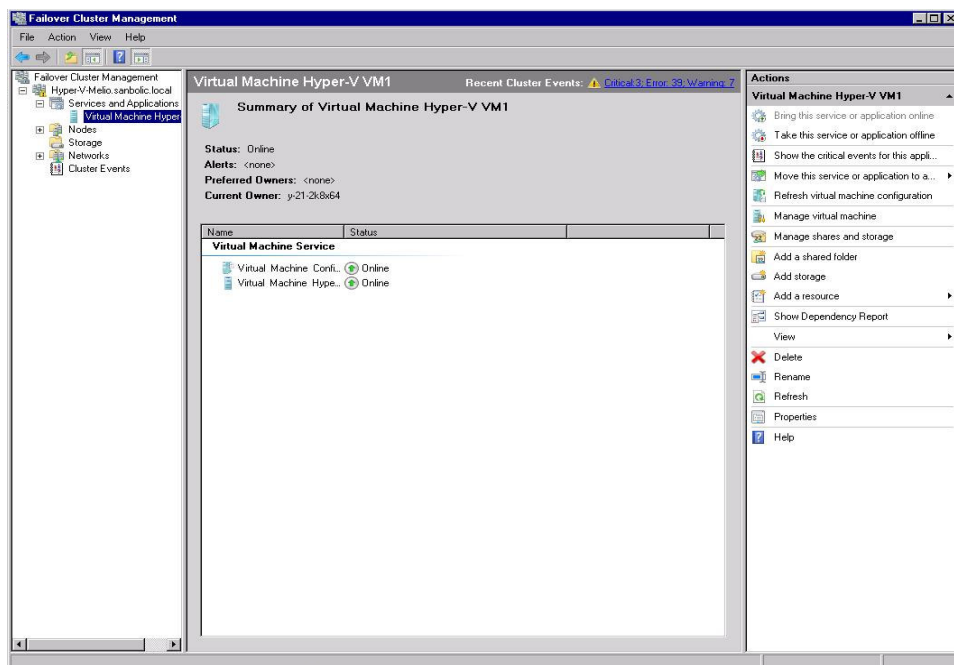 Failover Cluster Management
File Action View Help
Failover Cluster Management
Hyper-V-Melio.sanbolic.local
Services and Applications
Virtual Machine Hyper
Nodes
Storage
Networks
Cluster Events
Virtual Machine Hyper-V VM1
Recent Cluster Events: Critical:3; Error: 39; Warning: 7
Summary of Virtual Machine Hyper-V VM1
Status: Online
Alerts: <none>
Preferred Owners: <none>
Current Owner: y-21-2k8x64
Name Status
Virtual Machine Service
Virtual Machine Confi... Online
Virtual Machine Hype... Online
Actions
Virtual Machine Hyper-V VM1
Bring this service or application online
Take this service or application offline
Show the critical events for this appli...
Move this service or application to a...
Refresh virtual machine configuration
Manage virtual machine
Manage shares and storage
Add a shared folder
Add storage
Add a resource
Show Dependency Report
View
Delete
Rename
Refresh
Properties
Help